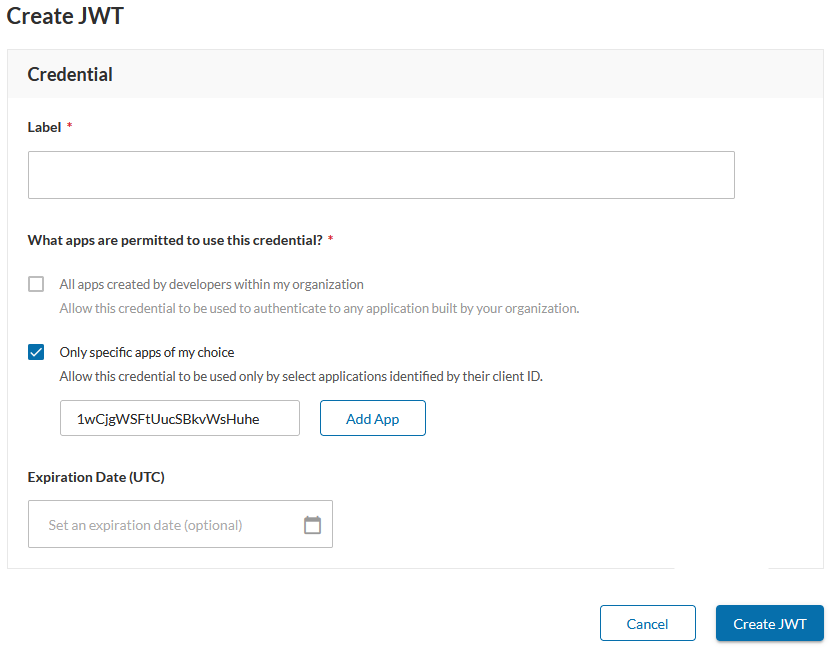 Create JWT
Credential
Label *
What apps are permitted to use this credential? *
All apps created by developers within my organization
Allow this credential to be used to authenticate to any application built by your organization.
Only specific apps of my choice
Allow this credential to be used only by select applications identified by their client ID.
1wCjgWSFtUucSBkvWsHuhe
Add App
Expiration Date (UTC)
Set an expiration date (optional)
Cancel
Create JWT